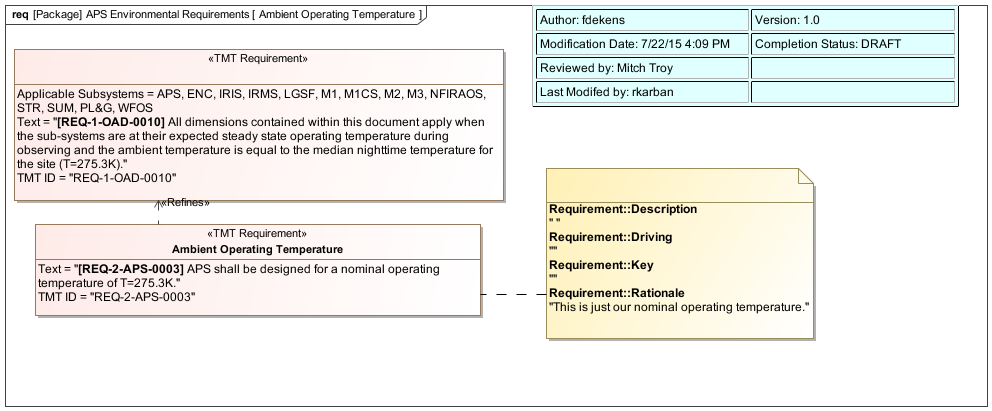 req [Package] APS Environmental Requirements [ Ambient Operating Temperature ]
Author: fdekens
Version: 1.0
Modification Date: 7/22/15 4:09 PM
Completion Status: DRAFT
Reviewed by: Mitch Troy
Last Modifed by: rkarban
«TMT Requirement»
Applicable Subsystems = APS, ENC, IRIS, IRMS, LGSF, M1, M1CS, M2, M3, NFIRAOS,
STR, SUM, PL&G, WFOS
Text = "[REQ-1-OAD-0010] All dimensions contained within this document apply when
the sub-systems are at their expected steady state operating temperature during
observing and the ambient temperature is equal to the median nighttime temperature for
the site (T=275.3K)."
TMT ID = "REQ-1-OAD-0010"
«Refines»
«TMT Requirement»
Ambient Operating Temperature
Text = "[REQ-2-APS-0003] APS shall be designed for a nominal operating
temperature of T=275.3K."
TMT ID = "REQ-2-APS-0003"
Requirement::Description
" "
Requirement::Driving
""
Requirement::Key
""
Requirement::Rationale
"This is just our nominal operating temperature."